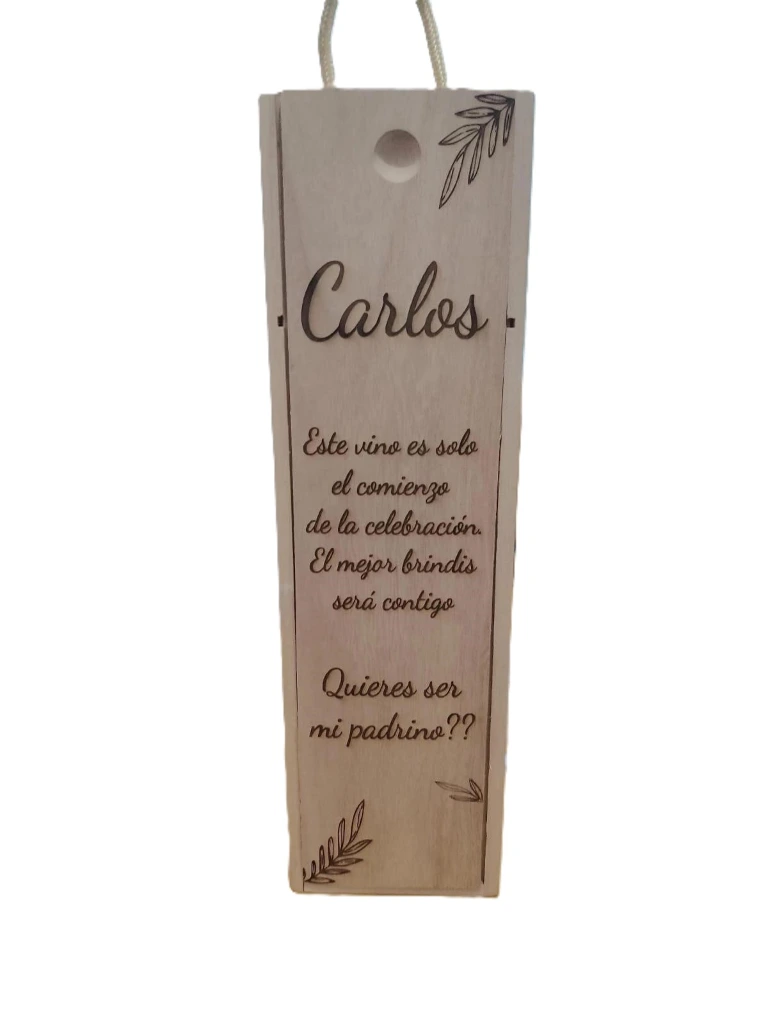 Carlos
Este vino es solo
el comienzo
de la celebración.
El mejor brindis
será contigo
Quieres ser
mi padrino??